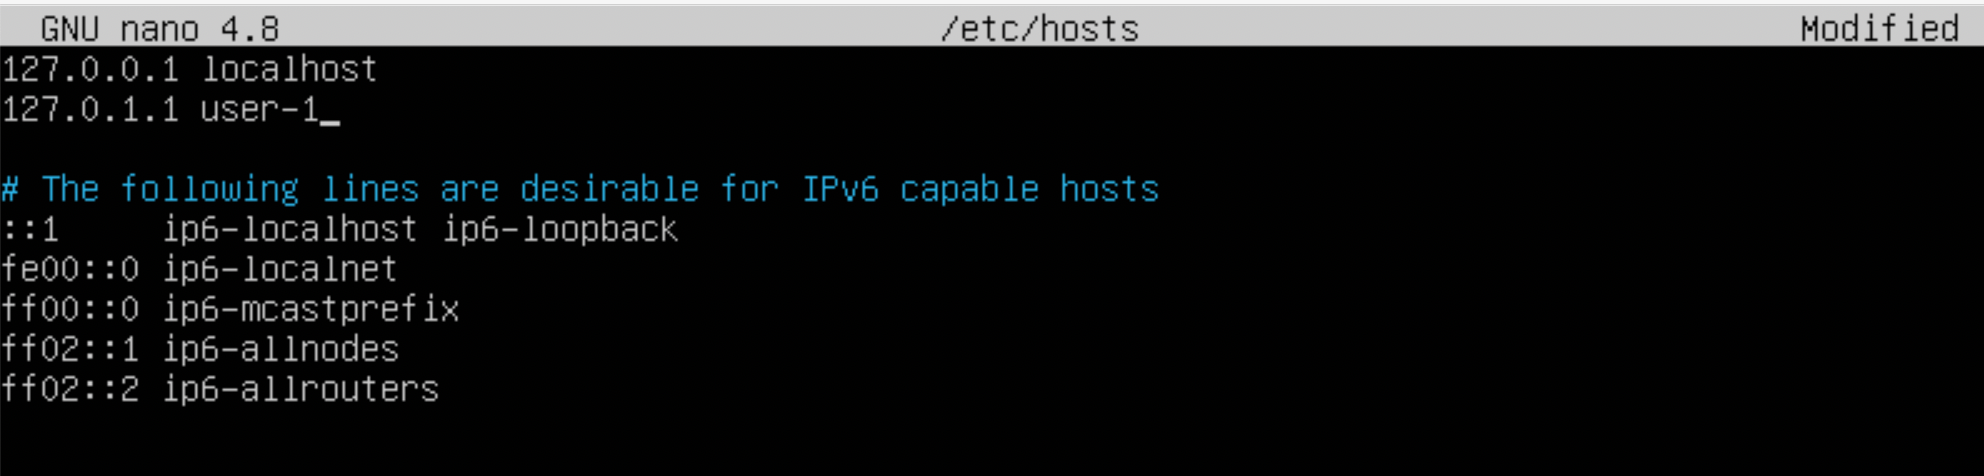 GNU nano 4.8 /etc/hosts Modified
127.0.0.1 localhost
127.0.1.1 user-1_
# The following lines are desirable for IPv6 capable hosts
::1 ip6-localhost ip6-loopback
fe00::0 ip6-localnet
ff00::0 ip6-mcastprefix
ff02::1 ip6-allnodes
ff02::2 ip6-allrouters